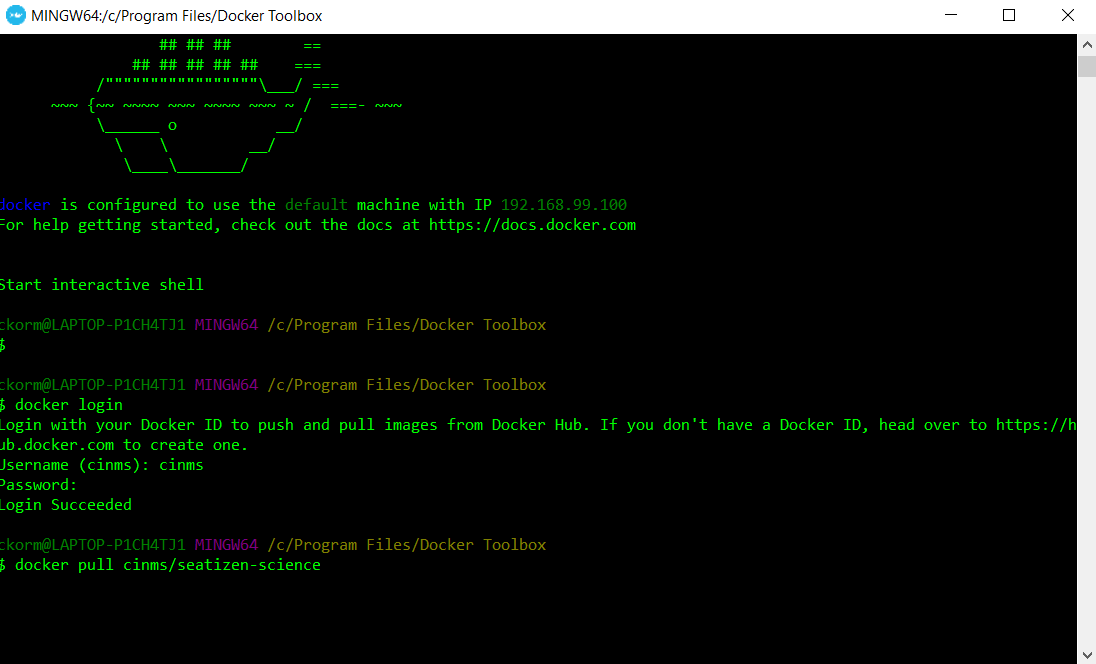 MINGW64:/c/Program Files/Docker Toolbox
## ## ##        ==
## ## ## ## ##    ===
/"""""""""""""""""\___/ ===
~~~ {~~ ~~~~ ~~~ ~~~~ ~~~ ~ /  ===- ~~~
\______ o           __/
\    \         __/
\____\_______/
docker is configured to use the default machine with IP 192.168.99.100
For help getting started, check out the docs at https://docs.docker.com
Start interactive shell
ckorm@LAPTOP-P1CH4TJ1 MINGW64 /c/Program Files/Docker Toolbox
$
ckorm@LAPTOP-P1CH4TJ1 MINGW64 /c/Program Files/Docker Toolbox
$ docker login
Login with your Docker ID to push and pull images from Docker Hub. If you don't have a Docker ID, head over to https://h
ub.docker.com to create one.
Username (cinms): cinms
Password:
Login Succeeded
ckorm@LAPTOP-P1CH4TJ1 MINGW64 /c/Program Files/Docker Toolbox
$ docker pull cinms/seatizen-science